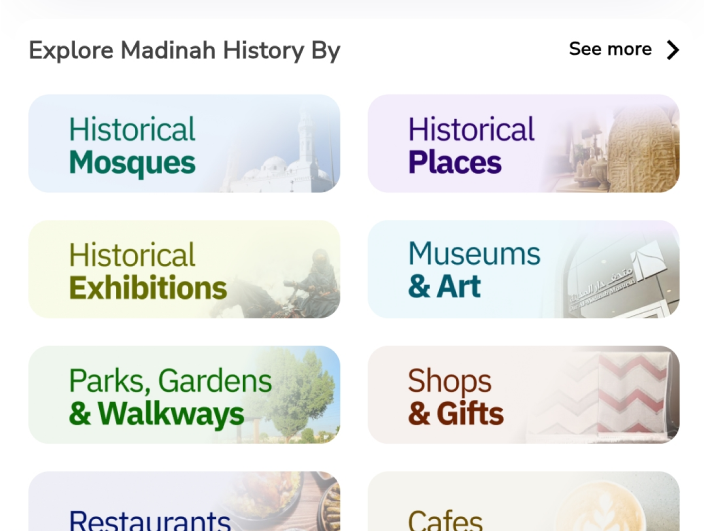 Explore Madinah History By
See more
Historical
Mosques
Historical
Places
Historical
Exhibitions
Museums
& Art
Parks, Gardens
& Walkways
Shops
& Gifts
Restaurants
Cafes